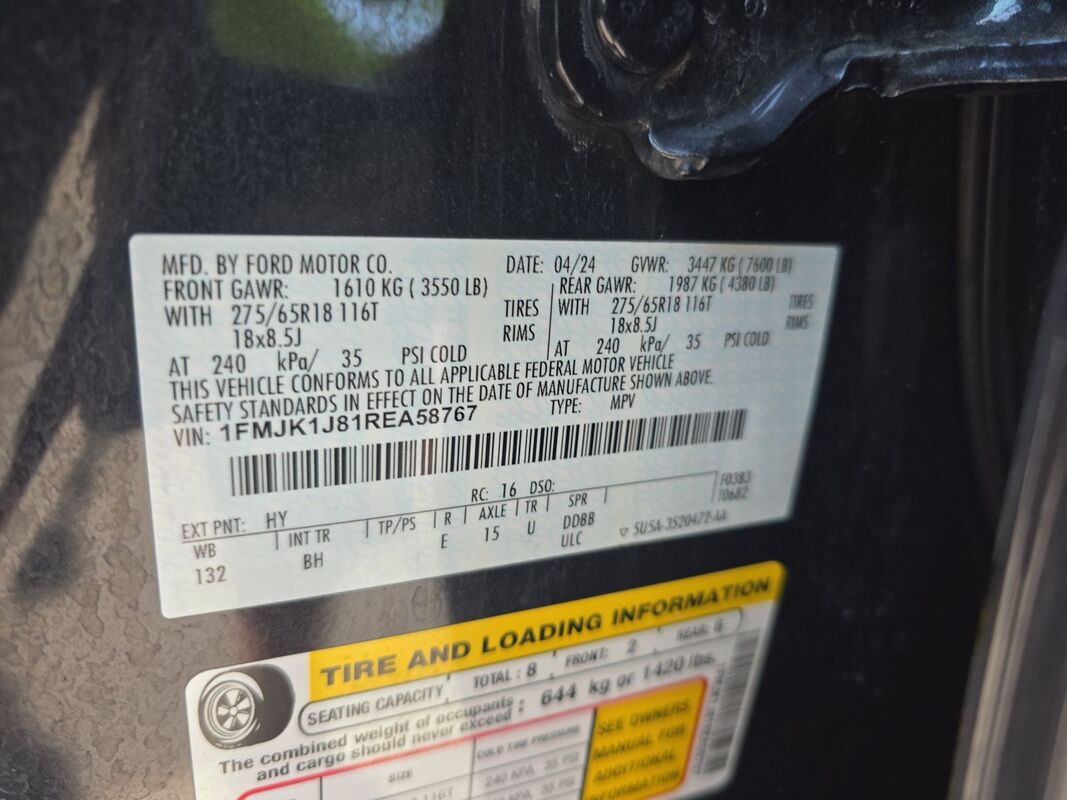 MFD. BY FORD MOTOR CO. DATE: 04/24 GVWR: 3447 KG ( 7600 LB)
FRONT GAWR: 1610 KG ( 3550 LB) REAR GAWR: 1987 KG ( 4380 LB)
WITH 275/65R18 116T TIRES WITH 275/65R18 116T TIRES
18x8.5J RIMS 18x8.5J RIMS
AT 240 kPa/ 35 PSI COLD AT 240 kPa/ 35 PSI COLD
THIS VEHICLE CONFORMS TO ALL APPLICABLE FEDERAL MOTOR VEHICLE
SAFETY STANDARDS IN EFFECT ON THE DATE OF MANUFACTURE SHOWN ABOVE.
VIN: 1FMJK1J81REA58767 TYPE: MPV
RC: 16 DSO: F0383
EXT PNT: HY T0682
WB INT TR TP/PS R AXLE TR SPR
132 BH E 15 U DDBB
ULC 5U5A-3520472-AA
TIRE AND LOADING INFORMATION
SEATING CAPACITY TOTAL : 8 FRONT: 2 REAR: 6
The combined weight of occupants and cargo should never exceed : 644 kg or 1420 lbs.
SIZE COLD TIRE PRESSURE
116T 240 KPA, 35 PSI
35 PSI
SEE OWNERS
MANUAL FOR
ADDITIONAL
INFORMATION